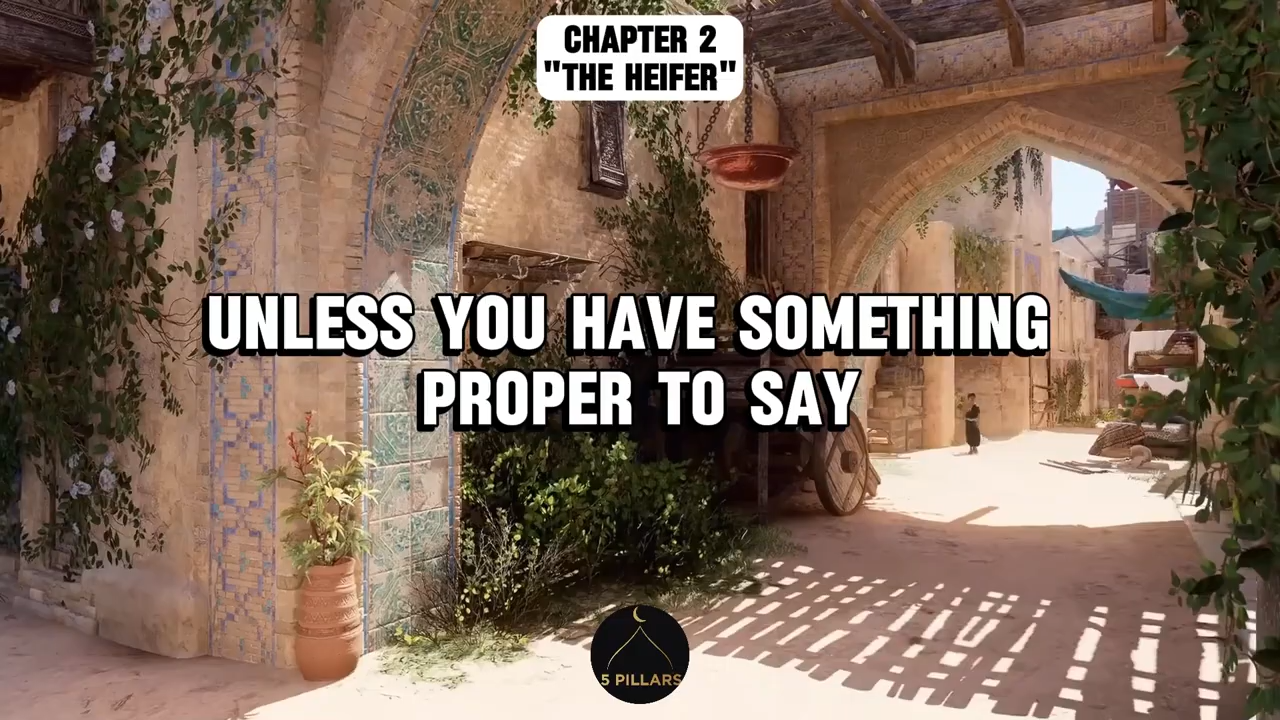 CHAPTER 2
"THE HEIFER"
UNLESS YOU HAVE SOMETHING
PROPER TO SAY
5 PILLARS